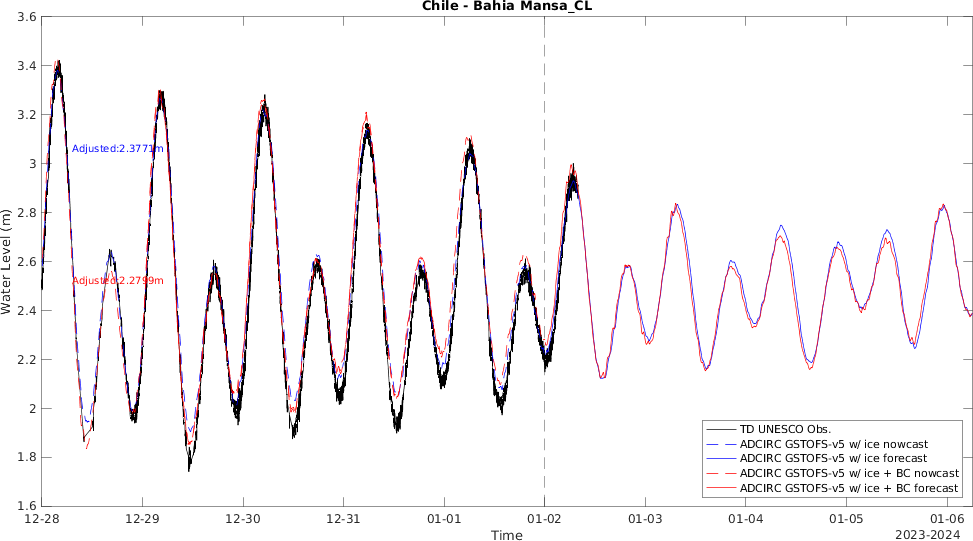 Chile - Bahia Mansa_CL
3.6
3.4
3.2
3
2.8
2.6
2.4
2.2
2
1.8
1.6
Water Level (m)
Adjusted:2.3771m
Adjusted:2.2799m
TD UNESCO Obs.
ADCIRC GSTOFS-v5 w/ ice nowcast
ADCIRC GSTOFS-v5 w/ ice forecast
ADCIRC GSTOFS-v5 w/ ice + BC nowcast
ADCIRC GSTOFS-v5 w/ ice + BC forecast
12-28 12-29 12-30 12-31 01-01 01-02 01-03 01-04 01-05 01-06
Time
2023-2024